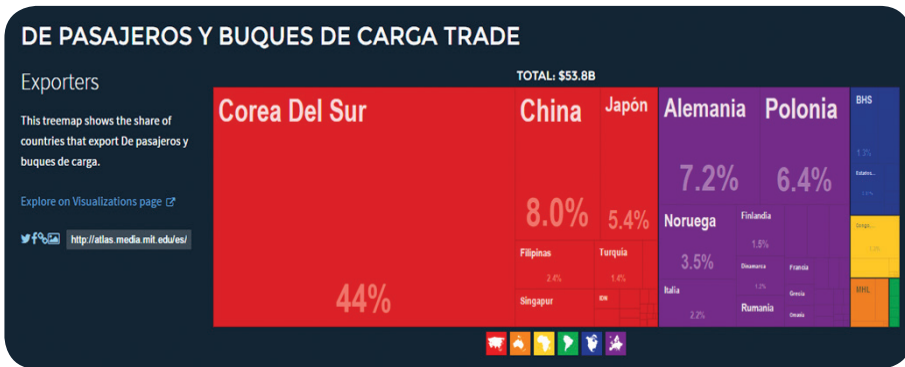 DE PASAJEROS Y BUQUES DE CARGA TRADE
Exporters
This treemap shows the share of
countries that export De pasajeros y
buques de carga.
Explore on Visualizations page
http://atlas.media.mit.edu/es/
TOTAL: $53.8B
Corea Del Sur
44%
China
8.0%
Japón
5.4%
Filipinas
2.4%
Turquía
1.4%
Singapur
IDN
Alemania
7.2%
Polonia
6.4%
Noruega
3.5%
Finlandia
1.5%
Dinamarca
1.2%
Francia
Italia
2.2%
Rumania
Grecia
BHS
1.3%
Estados...
MHL